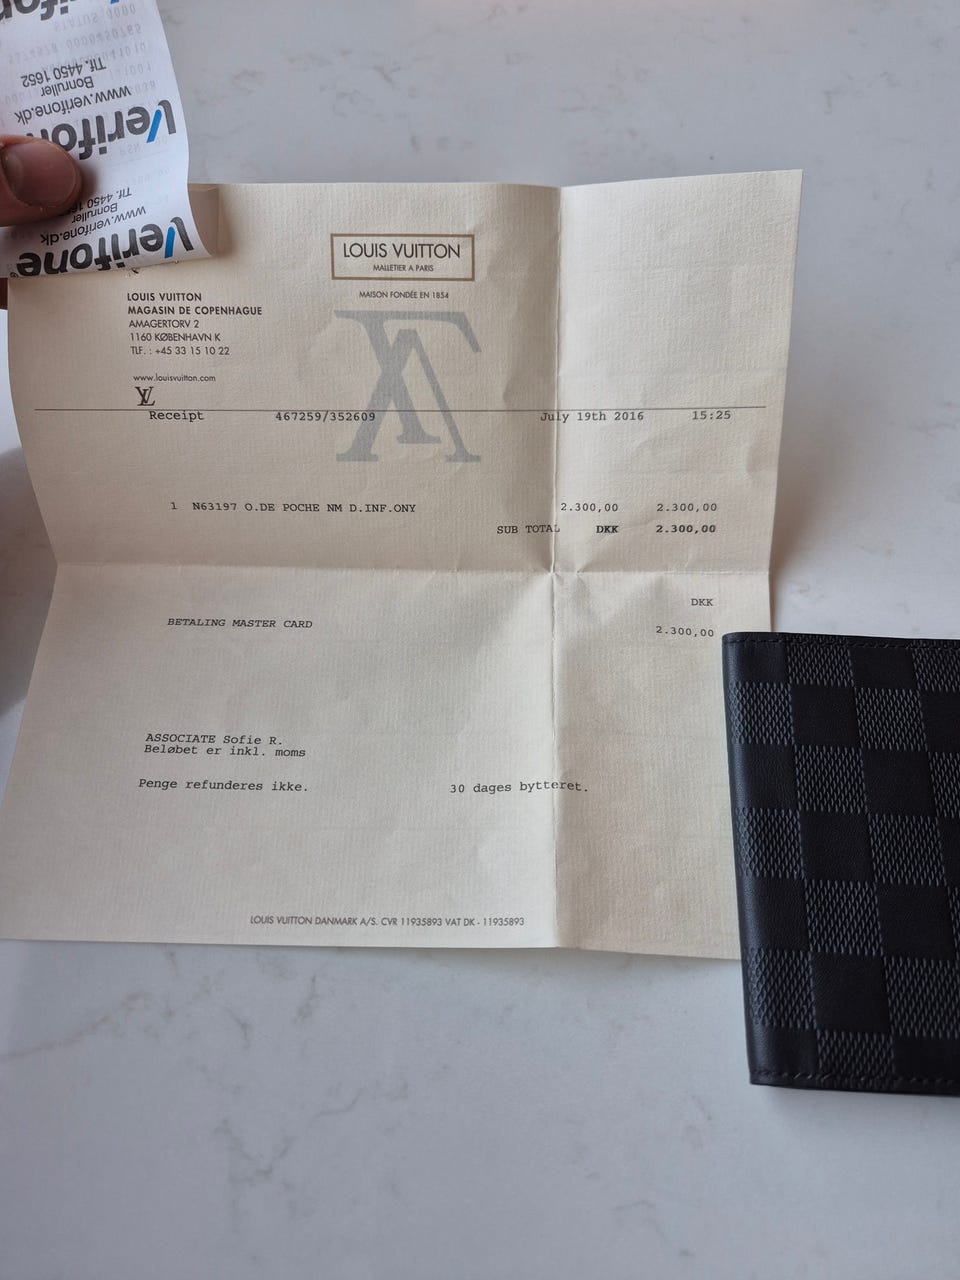 STATUS:0000
Tlf. 4450 1652
Bonruller
www.verifone.dk
Verifone
Tlf. 4450 1652
Bonruller
www.verifone.dk
Verifone
LOUIS VUITTON
MALLETIER A PARIS
MAISON FONDÉE EN 1854
LOUIS VUITTON
MAGASIN DE COPENHAGUE
AMAGERTORV 2
1160 KØBENHAVN K
TLF. : +45 33 15 10 22
www.louisvuitton.com
LV
Receipt 467259/352609 July 19th 2016 15:25
1 N63197 O.DE POCHE NM D.INF.ONY 2.300,00 2.300,00
SUB TOTAL DKK 2.300,00
DKK
BETALING MASTER CARD 2.300,00
ASSOCIATE Sofie R.
Beløbet er inkl. moms
Penge refunderes ikke. 30 dages bytteret.
LOUIS VUITTON DANMARK A/S. CVR 11935893 VAT DK - 11935893